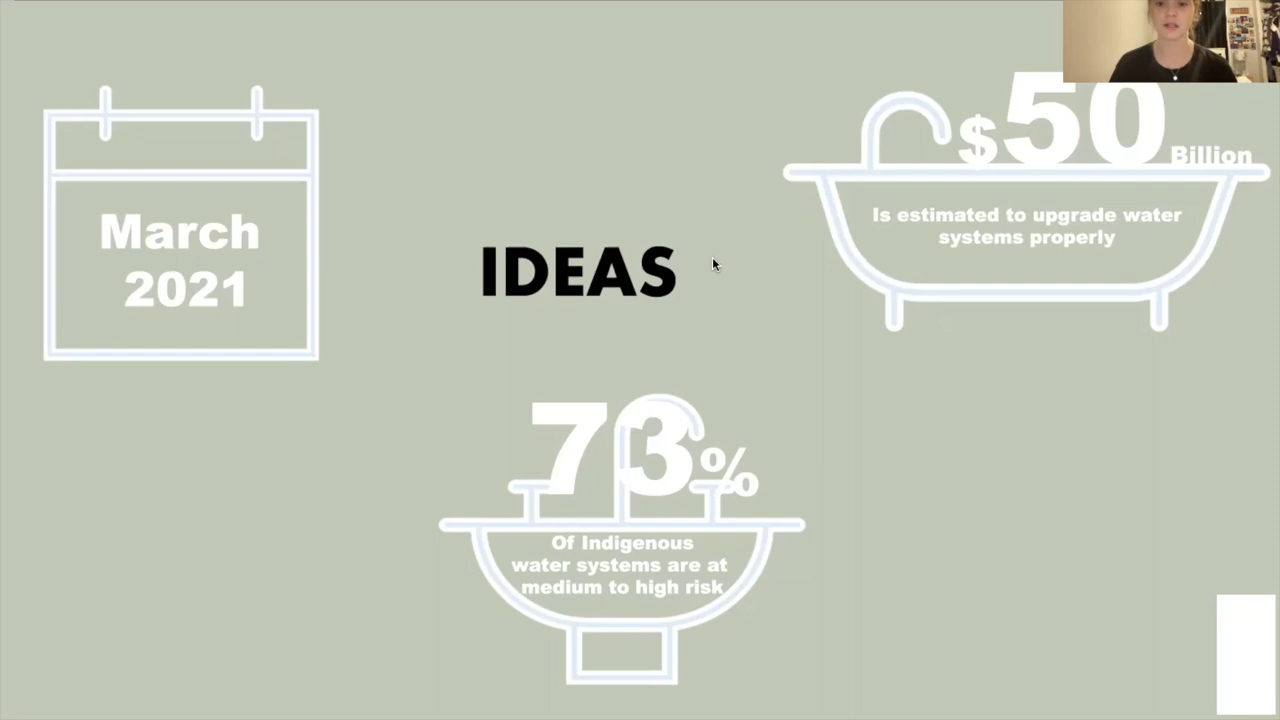 March
2021
IDEAS
$50 Billion
Is estimated to upgrade water
systems properly
73%
Of Indigenous
water systems are at
medium to high risk